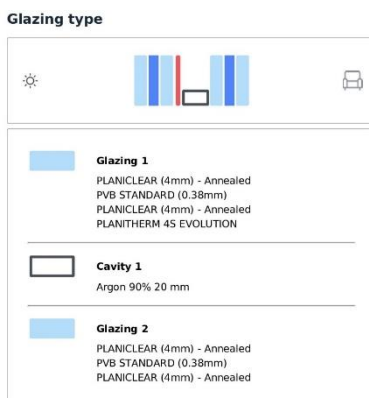 Glazing type
Glazing 1
PLANICLEAR (4mm) - Annealed
PVB STANDARD (0.38mm)
PLANICLEAR (4mm) - Annealed
PLANITHERM 4S EVOLUTION
Cavity 1
Argon 90% 20 mm
Glazing 2
PLANICLEAR (4mm) - Annealed
PVB STANDARD (0.38mm)
PLANICLEAR (4mm) - Annealed